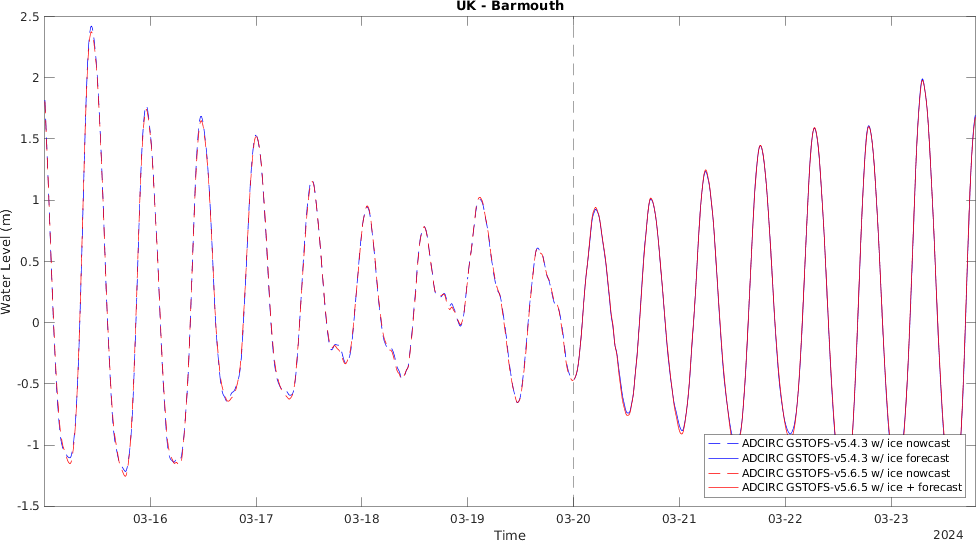 UK - Barmouth
2.5
2
1.5
1
0.5
0
-0.5
-1
-1.5
Water Level (m)
03-16 03-17 03-18 03-19 03-20 03-21 03-22 03-23
Time
2024
ADCIRC GSTOFS-v5.4.3 w/ ice nowcast
ADCIRC GSTOFS-v5.4.3 w/ ice forecast
ADCIRC GSTOFS-v5.6.5 w/ ice nowcast
ADCIRC GSTOFS-v5.6.5 w/ ice + forecast